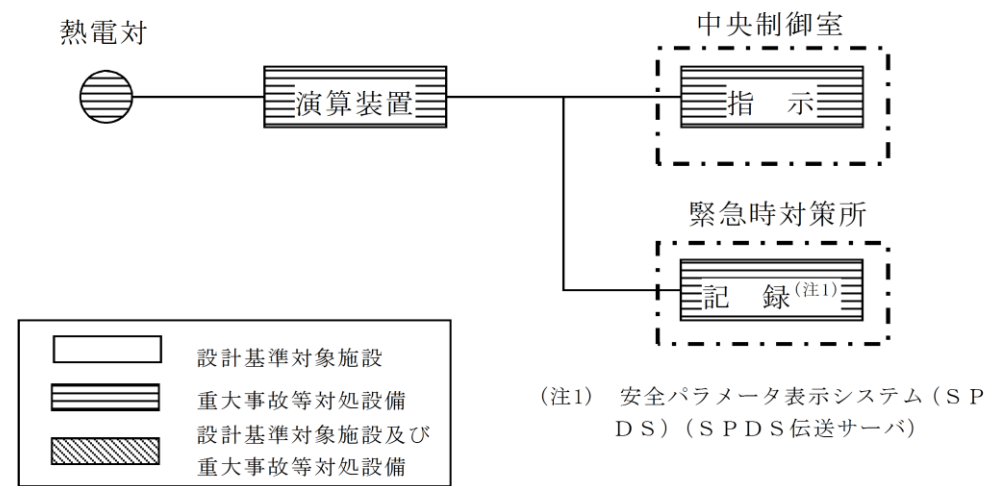 熱電対
中央制御室
演算装置
指　示
緊急時対策所
記　録(注1)
設計基準対象施設
重大事故等対処設備
設計基準対象施設及び
重大事故等対処設備
(注1)　安全パラメータ表示システム（ＳＰ
ＤＳ）（ＳＰＤＳ伝送サーバ）